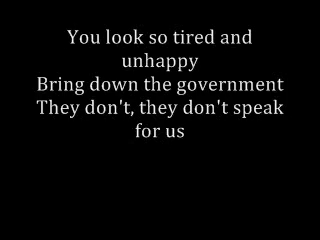 You look so tired and
unhappy
Bring down the government
They don't, they don't speak
for us